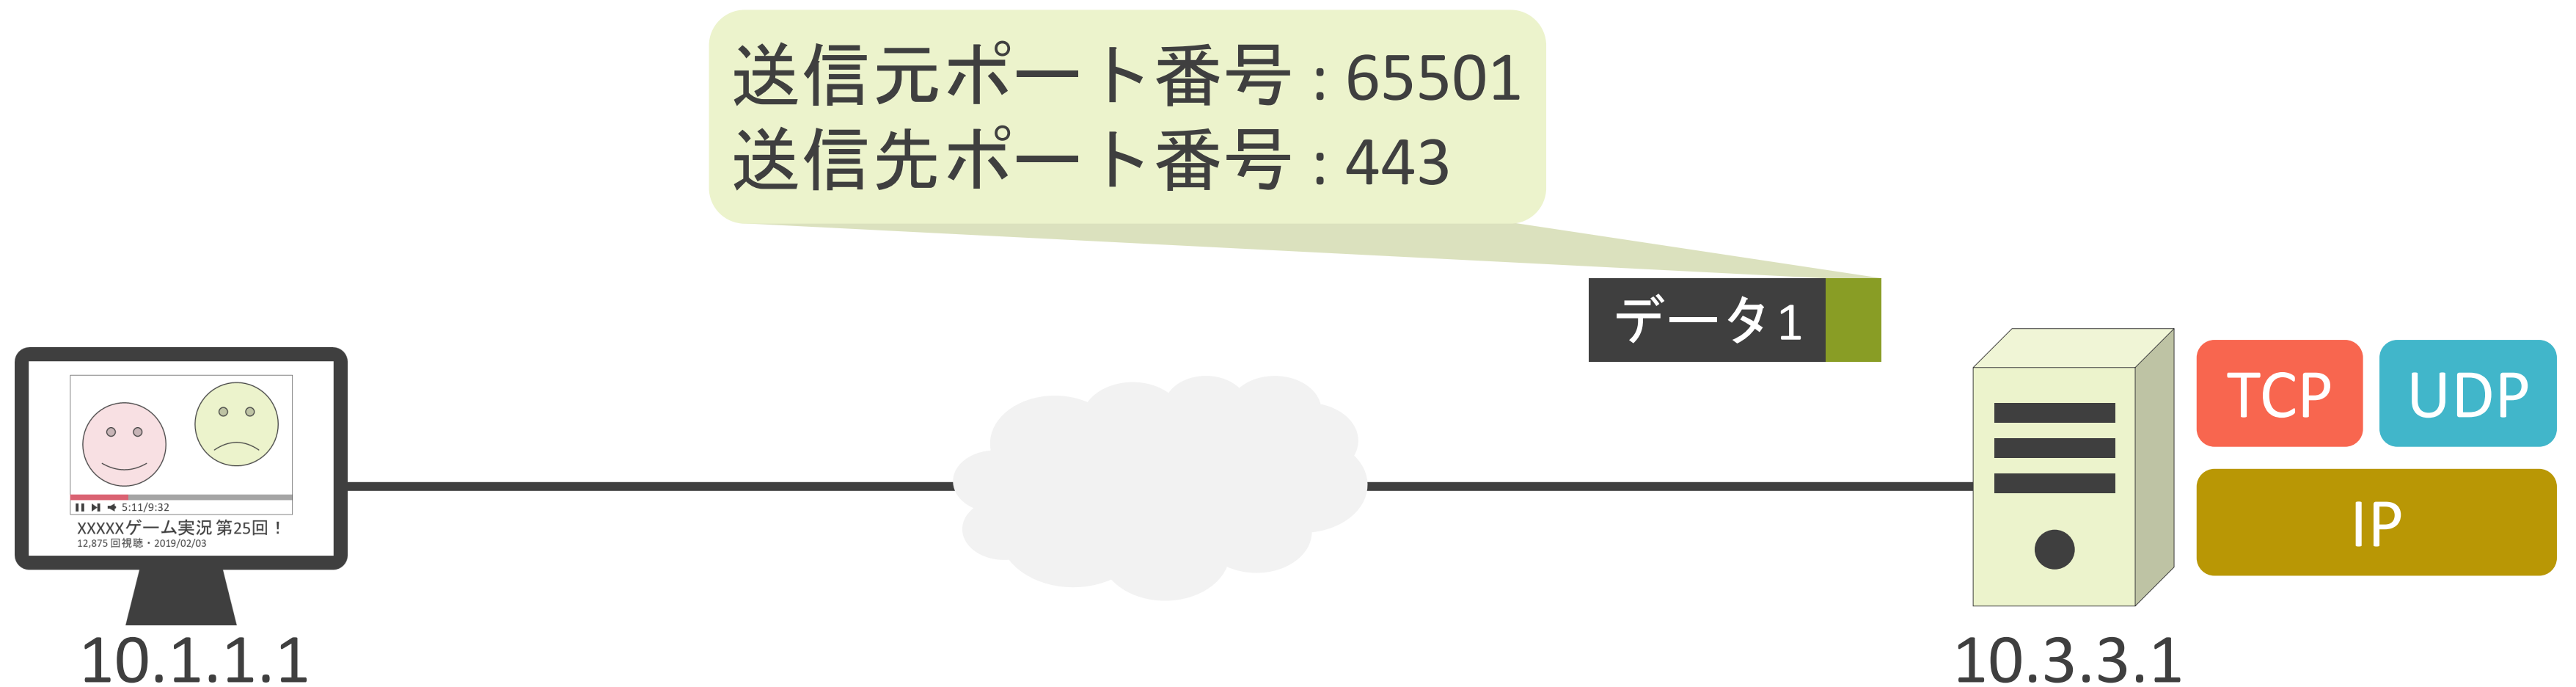 送信元ポート番号 : 65501
送信先ポート番号 : 443
データ1
TCP
UDP
IP
5:11/9:32
XXXXXゲーム実況 第25回！
12,875 回視聴・2019/02/03
10.1.1.1
10.3.3.1